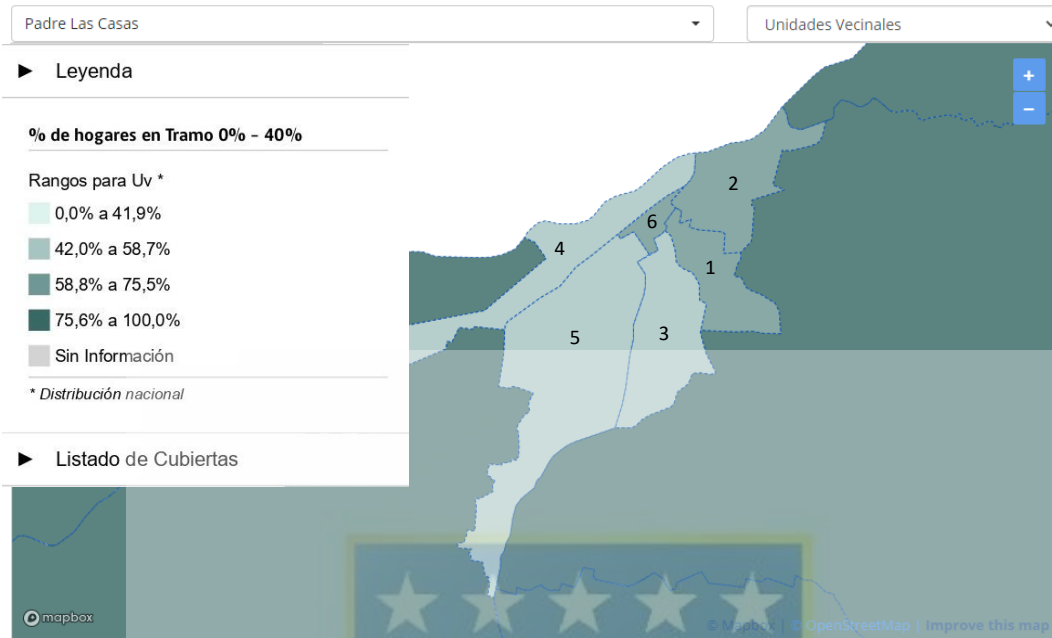 Padre Las Casas
Unidades Vecinales
Leyenda
+
−
% de hogares en Tramo 0% – 40%
Rangos para Uv *
0,0% a 41,9%
42,0% a 58,7%
58,8% a 75,5%
75,6% a 100,0%
Sin Información
* Distribución nacional
Listado de Cubiertas
2
6
4
1
5
3
mapbox
© Mapbox | © OpenStreetMap | Improve this map